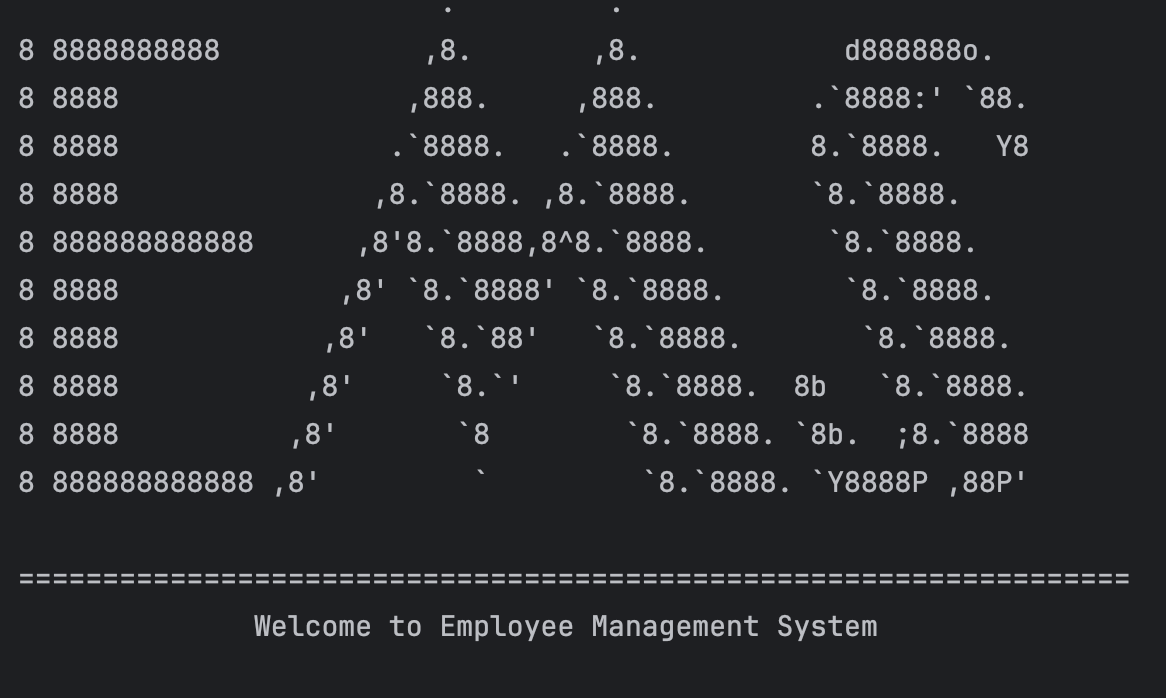 .         .
8 8888888888            ,8.       ,8.            d888888o.
8 8888                 ,888.     ,888.         .`8888:' `88.
8 8888                .`8888.   .`8888.        8.`8888.   Y8
8 8888               ,8.`8888. ,8.`8888.       `8.`8888.
8 888888888888      ,8'8.`8888,8^8.`8888.       `8.`8888.
8 8888             ,8' `8.`8888' `8.`8888.       `8.`8888.
8 8888            ,8'   `8.`88'   `8.`8888.       `8.`8888.
8 8888           ,8'     `8.`'     `8.`8888.  8b   `8.`8888.
8 8888          ,8'       `8        `8.`8888. `8b.  ;8.`8888
8 888888888888 ,8'         `         `8.`8888. `Y8888P ,88P'

==================================================================
              Welcome to Employee Management System